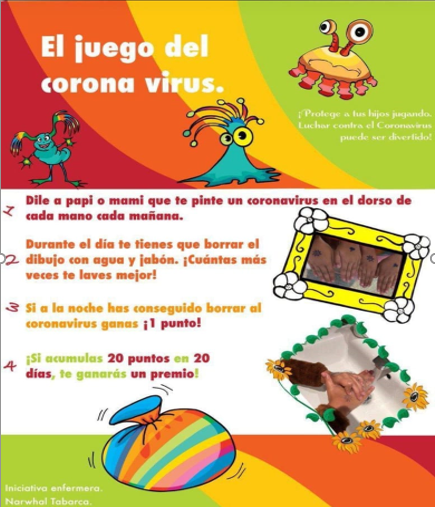 El juego del
corona virus.
¡Protege a tus hijos jugando.
Luchar contra el Coronavirus
puede ser divertido!
1 Dile a papi o mami que te pinte un coronavirus en el dorso de
cada mano cada mañana.
2 Durante el día te tienes que borrar el
dibujo con agua y jabón. ¡Cuántas más
veces te laves mejor!
3 Si a la noche has conseguido borrar al
coronavirus ganas ¡1 punto!
4 ¡Si acumulas 20 puntos en 20
días, te ganarás un premio!
Iniciativa enfermera.
Narwhal Tabarca.